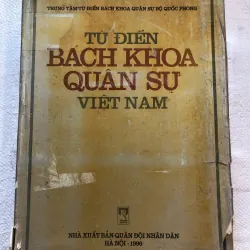 TRUNG TÂM TỪ ĐIỂN BÁCH KHOA QUÂN SỰ BỘ QUỐC PHÒNG
TỪ ĐIỂN
BÁCH KHOA
QUÂN SỰ
VIỆT NAM
NHÀ XUẤT BẢN QUÂN ĐỘI NHÂN DÂN
HÀ NỘI - 1996